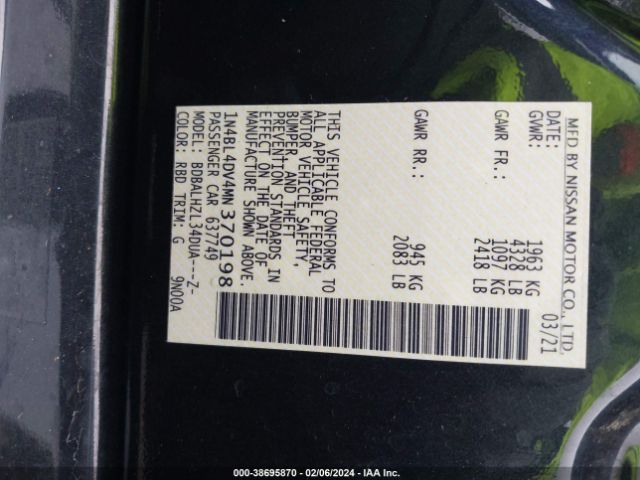 MFD BY NISSAN MOTOR CO., LTD.
DATE: 03/21
GVWR: 1963 KG
4328 LB
GAWR FR.: 1097 KG
2418 LB
GAWR RR.: 945 KG
2083 LB
THIS VEHICLE CONFORMS TO
ALL APPLICABLE FEDERAL
MOTOR VEHICLE SAFETY,
BUMPER, AND THEFT
PREVENTION STANDARDS IN
EFFECT ON THE DATE OF
MANUFACTURE SHOWN ABOVE.
1N4BL4DV4MN370198
PASSENGER CAR 637749
MODEL: BDBALHZL34DUA---Z-
COLOR: RBD TRIM: G 9N00A
000-38695870 - 02/06/2024 - IAA Inc.